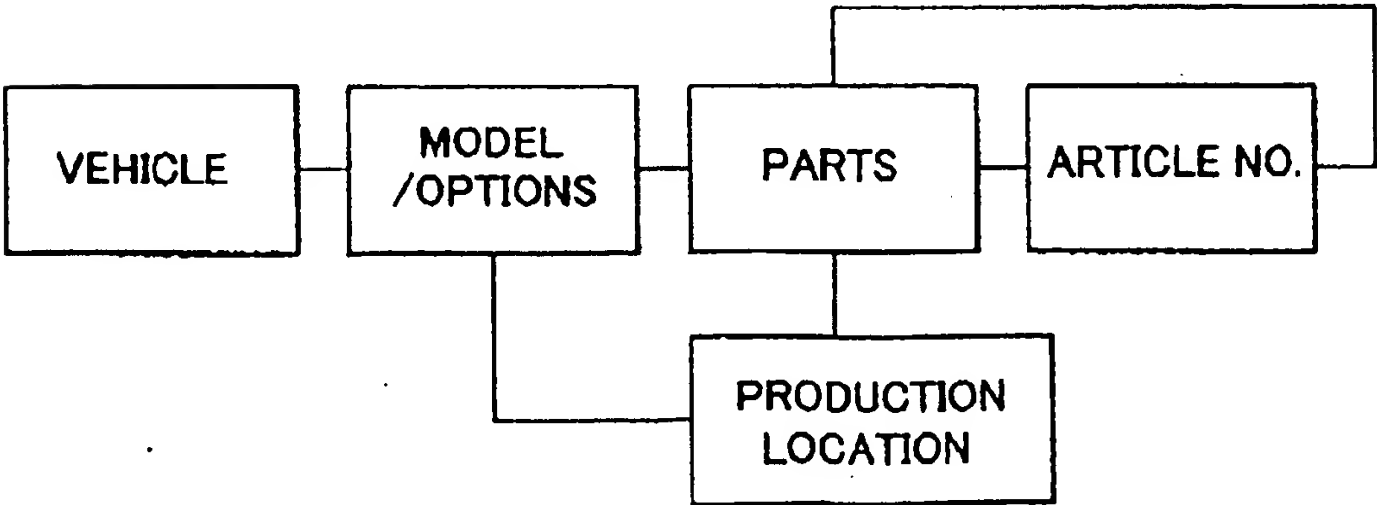 VEHICLE
MODEL
/OPTIONS
PARTS
ARTICLE NO.
PRODUCTION
LOCATION